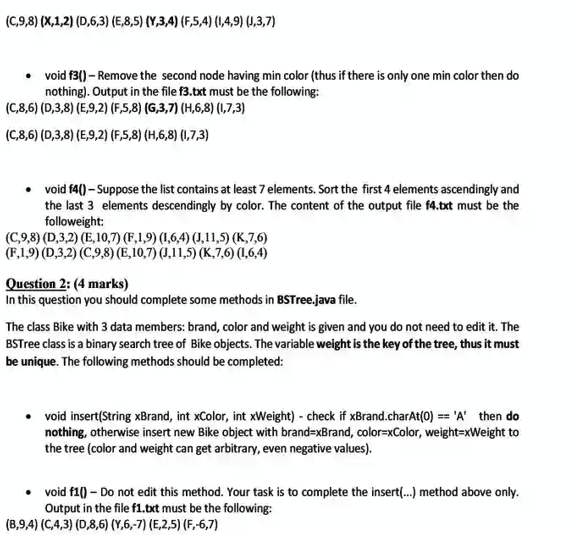 (C,9,8) (X,1,2) (D,6,3) (E,8,5) (Y,3,4) (F,5,4) (I,4,9) (J,3,7)
• void f3() – Remove the second node having min color (thus if there is only one min color then do
nothing). Output in the file f3.txt must be the following:
(C,8,6) (D,3,8) (E,9,2) (F,5,8) (G,3,7) (H,6,8) (I,7,3)
(C,8,6) (D,3,8) (E,9,2) (F,5,8) (H,6,8) (I,7,3)
• void f4() – Suppose the list contains at least 7 elements. Sort the first 4 elements ascendingly and
the last 3 elements descendingly by color. The content of the output file f4.txt must be the
followeight:
(C,9,8) (D,3,2) (E,10,7) (F,1,9) (I,6,4) (J,11,5) (K,7,6)
(F,1,9) (D,3,2) (C,9,8) (E,10,7) (J,11,5) (K,7,6) (I,6,4)
Question 2: (4 marks)
In this question you should complete some methods in BSTree.java file.
The class Bike with 3 data members: brand, color and weight is given and you do not need to edit it. The
BSTree class is a binary search tree of Bike objects. The variable weight is the key of the tree, thus it must
be unique. The following methods should be completed:
• void insert(String xBrand, int xColor, int xWeight) - check if xBrand.charAt(0) == 'A' then do
nothing, otherwise insert new Bike object with brand=xBrand, color=xColor, weight=xWeight to
the tree (color and weight can get arbitrary, even negative values).
• void f1() – Do not edit this method. Your task is to complete the insert(...) method above only.
Output in the file f1.txt must be the following:
(B,9,4) (C,4,3) (D,8,6) (Y,6,-7) (E,2,5) (F,-6,7)